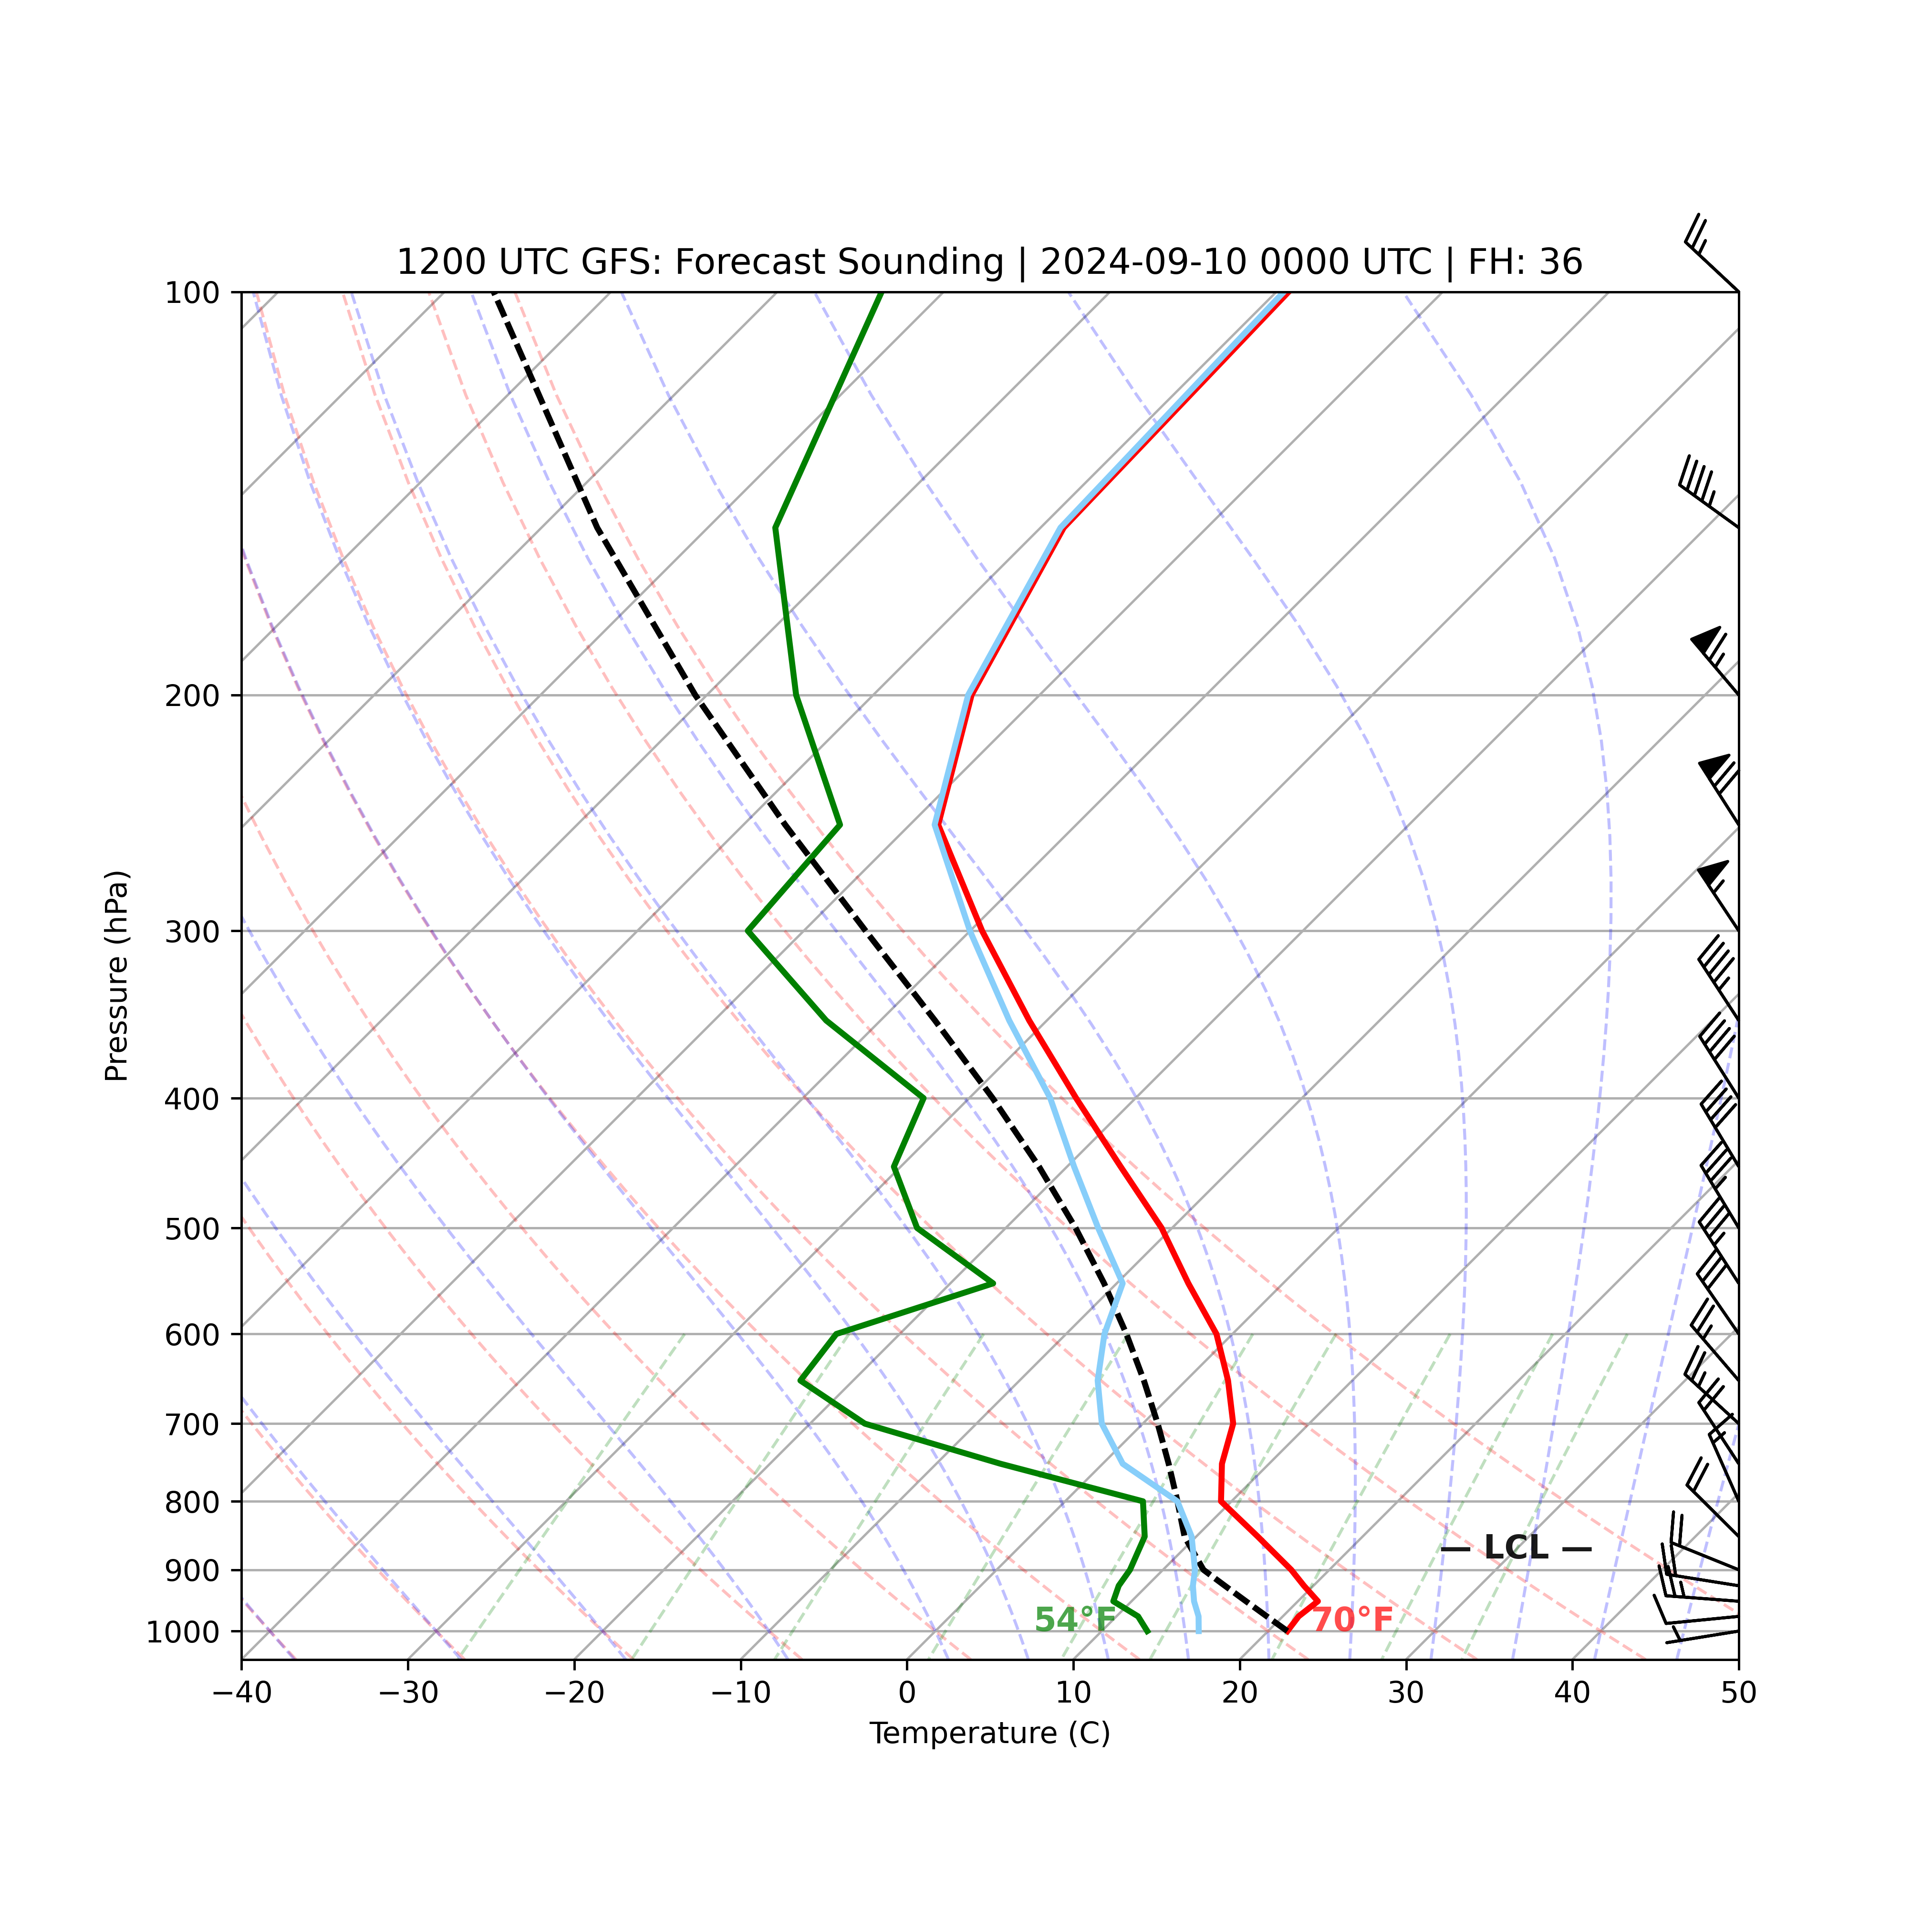 1200 UTC GFS: Forecast Sounding | 2024-09-10 0000 UTC | FH: 36
100
200
300
400
500
600
700
800
900
1000
Pressure (hPa)
— LCL —
54°F
70°F
−40 −30 −20 −10 0 10 20 30 40 50
Temperature (C)